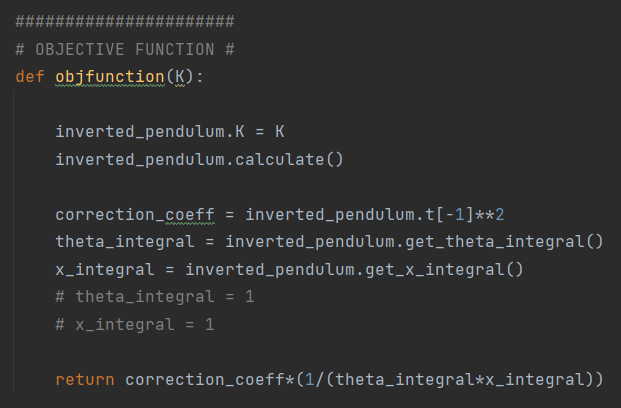 ######################
# OBJECTIVE FUNCTION #
def objfunction(K):
inverted_pendulum.K = K
inverted_pendulum.calculate()
correction_coeff = inverted_pendulum.t[-1]**2
theta_integral = inverted_pendulum.get_theta_integral()
x_integral = inverted_pendulum.get_x_integral()
# theta_integral = 1
# x_integral = 1
return correction_coeff*(1/(theta_integral*x_integral))